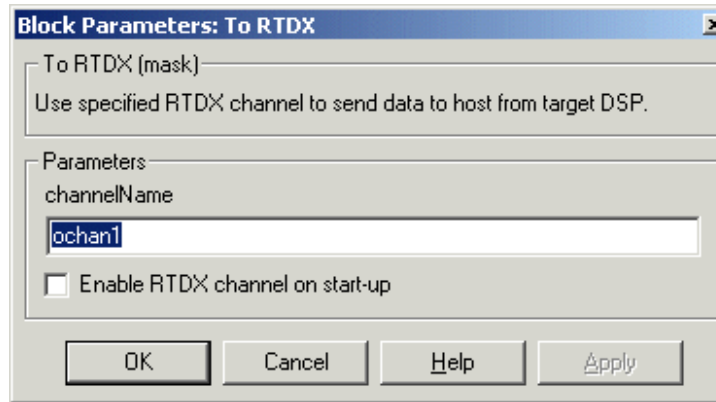 Block Parameters: To RTDX
To RTDX (mask)
Use specified RTDX channel to send data to host from target DSP.
Parameters
channelName
ochan1
Enable RTDX channel on start-up
OK Cancel Help Apply